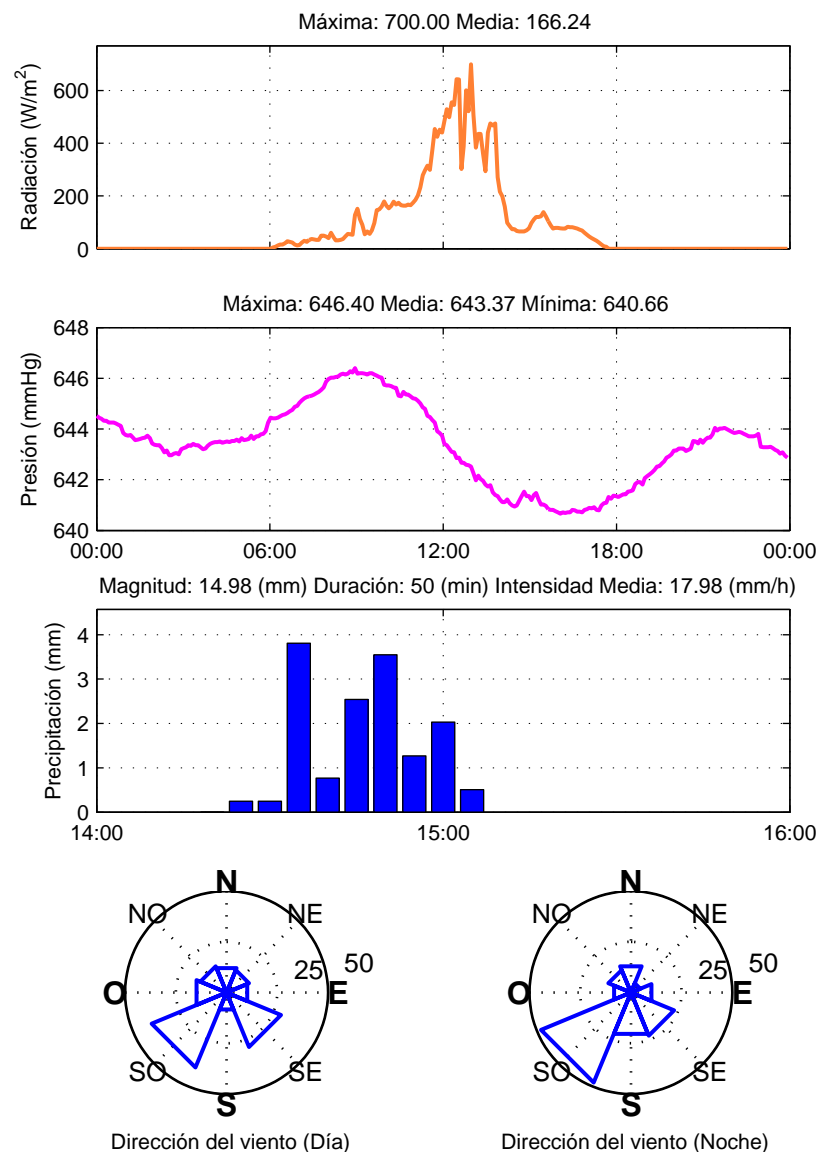 Máxima: 700.00 Media: 166.24
Radiación (W/m²)
600
400
200
0
Máxima: 646.40 Media: 643.37 Mínima: 640.66
Presión (mmHg)
648
646
644
642
640
00:00 06:00 12:00 18:00 00:00
Magnitud: 14.98 (mm) Duración: 50 (min) Intensidad Media: 17.98 (mm/h)
Precipitación (mm)
4
3
2
1
0
14:00 15:00 16:00
N N
NO NE NO NE
25 50 25 50
O E O E
SO SE SO SE
S S
Dirección del viento (Día) Dirección del viento (Noche)